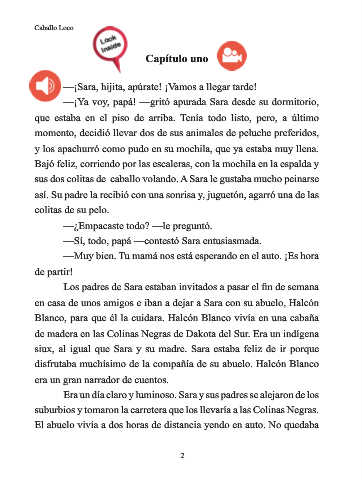 Caballo Loco
Look
Inside
Capítulo uno
—¡Sara, hijita, apúrate! ¡Vamos a llegar tarde!
—¡Ya voy, papá! —gritó apurada Sara desde su dormitorio,
que estaba en el piso de arriba. Tenía todo listo, pero, a último
momento, decidió llevar dos de sus animales de peluche preferidos,
y los apachurró como pudo en su mochila, que ya estaba muy llena.
Bajó feliz, corriendo por las escaleras, con la mochila en la espalda y
sus dos colitas de caballo volando. A Sara le gustaba mucho peinarse
así. Su padre la recibió con una sonrisa y, juguetón, agarró una de las
colitas de su pelo.
—¿Empacaste todo? —le preguntó.
—Sí, todo, papá —contestó Sara entusiasmada.
—Muy bien. Tu mamá nos está esperando en el auto. ¡Es hora
de partir!
Los padres de Sara estaban invitados a pasar el fin de semana
en casa de unos amigos e iban a dejar a Sara con su abuelo, Halcón
Blanco, para que él la cuidara. Halcón Blanco vivía en una cabaña
de madera en las Colinas Negras de Dakota del Sur. Era un indígena
siux, al igual que Sara y su madre. Sara estaba feliz de ir porque
disfrutaba muchísimo de la compañía de su abuelo. Halcón Blanco
era un gran narrador de cuentos.
Era un día claro y luminoso. Sara y sus padres se alejaron de los
suburbios y tomaron la carretera que los llevaría a las Colinas Negras.
El abuelo vivía a dos horas de distancia yendo en auto. No quedaba
2